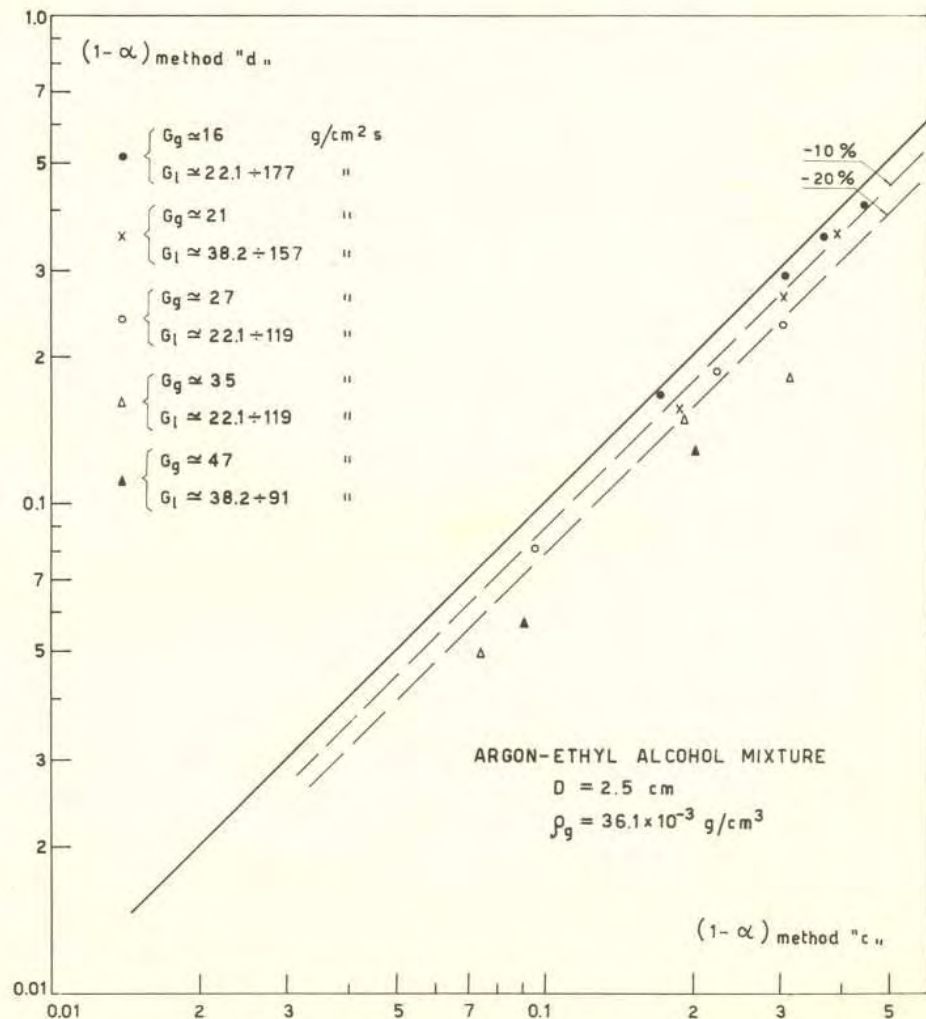 1.0
(1-α) method "d"
7
Gg ≃ 16 g/cm² s
Gl ≃ 22.1 ÷ 177 "
5
-10%
-20%
Gg ≃ 21 "
Gl ≃ 38.2 ÷ 157 "
3
Gg ≃ 27 "
Gl ≃ 22.1 ÷ 119 "
2
Gg ≃ 35 "
Gl ≃ 22.1 ÷ 119 "
Gg ≃ 47 "
Gl ≃ 38.2 ÷ 91 "
0.1
7
5
3
ARGON-ETHYL ALCOHOL MIXTURE
D = 2.5 cm
ρg = 36.1×10⁻³ g/cm³
2
(1-α) method "c"
0.01
0.01 2 3 5 7 0.1 2 3 5